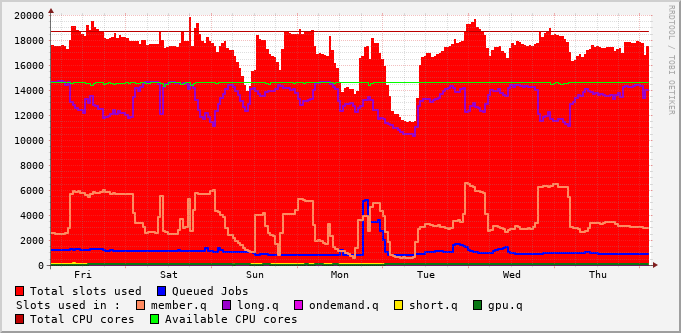 20000
18000
16000
14000
12000
10000
8000
6000
4000
2000
0
Fri Sat Sun Mon Tue Wed Thu
RRDTOOL / TOBI OETIKER
Total slots used Queued Jobs
Slots used in : member.q long.q ondemand.q short.q gpu.q
Total CPU cores Available CPU cores